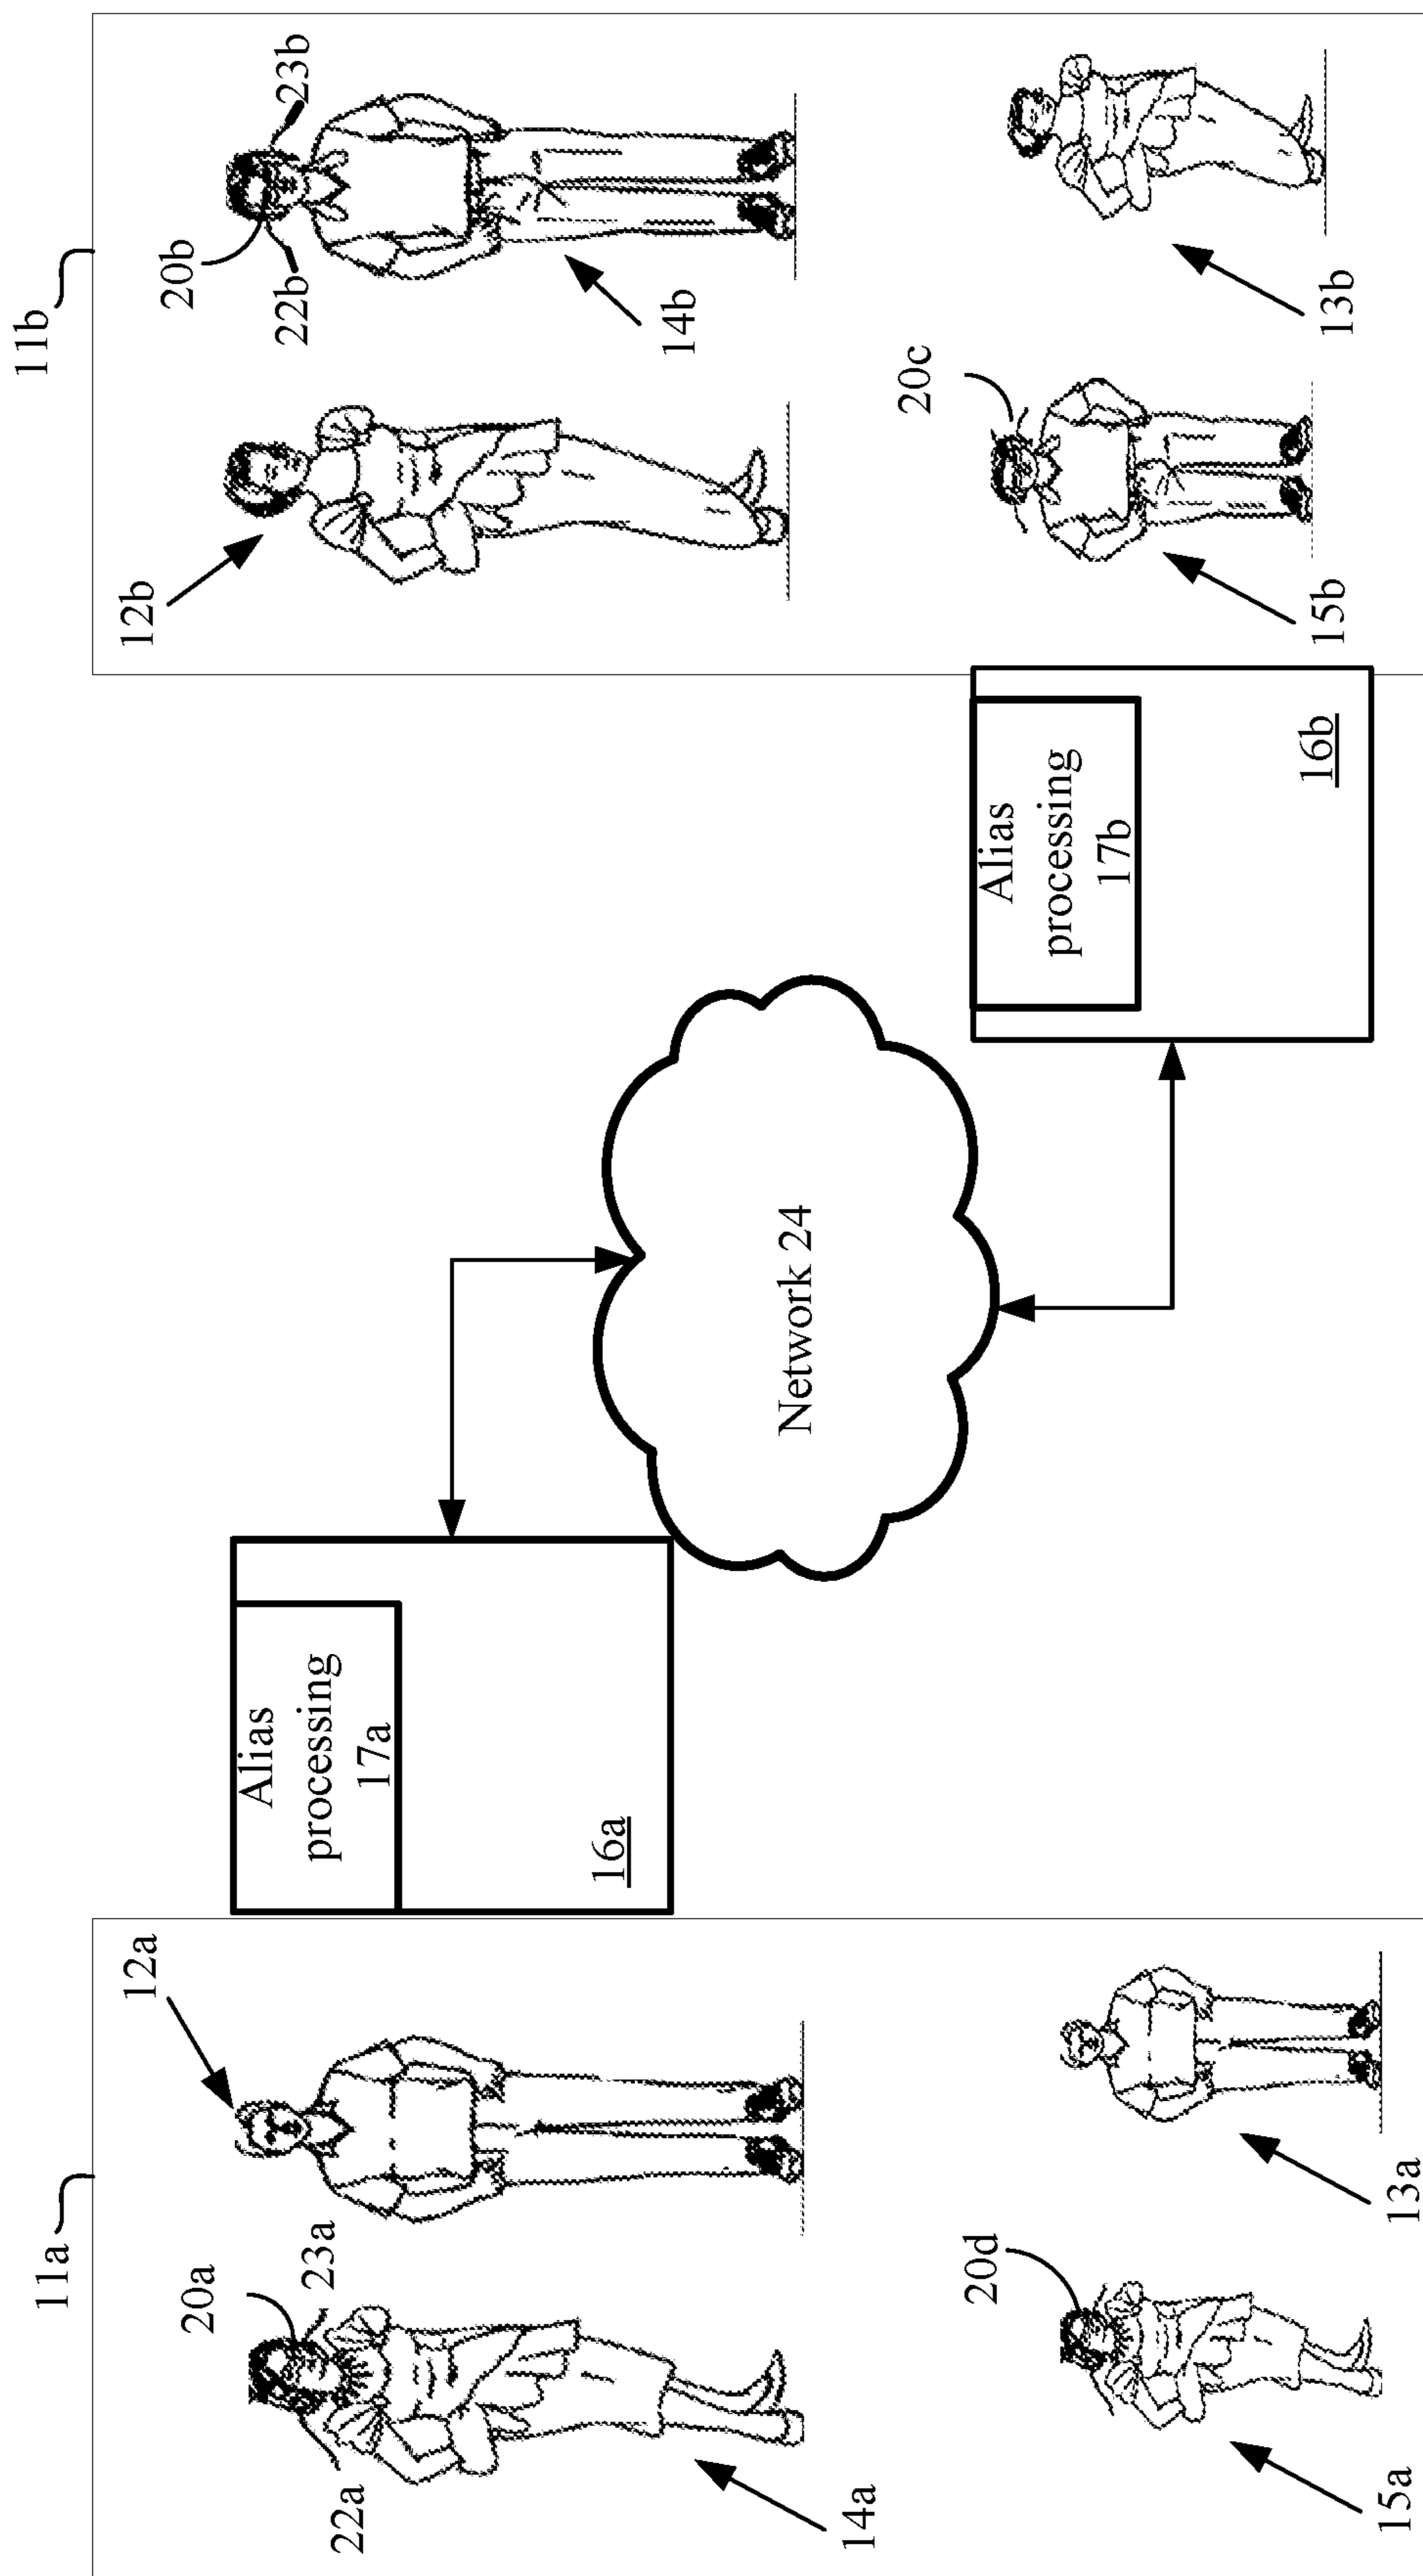 11a
11b
12a
20a
23a
22a
14a
Alias
processing
17a
16a
12b
20b
23b
22b
14b
Network 24
20d
13a
15a
Alias
processing
17b
16b
20c
15b
13b